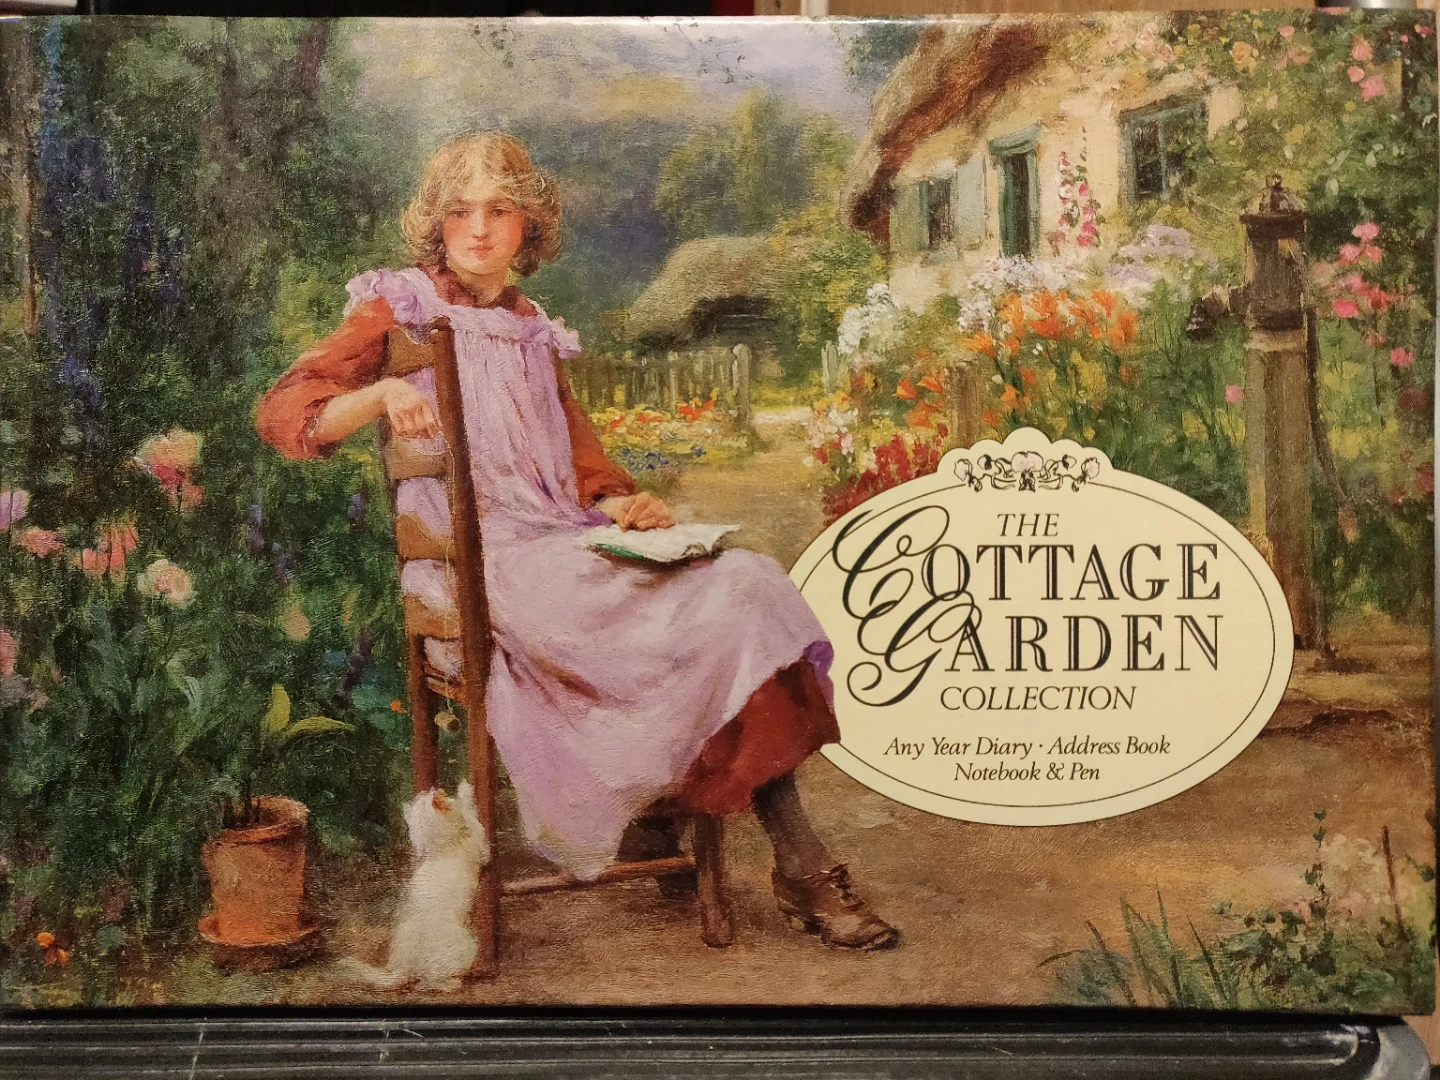 THE
COTTAGE
GARDEN
COLLECTION
Any Year Diary · Address Book
Notebook & Pen